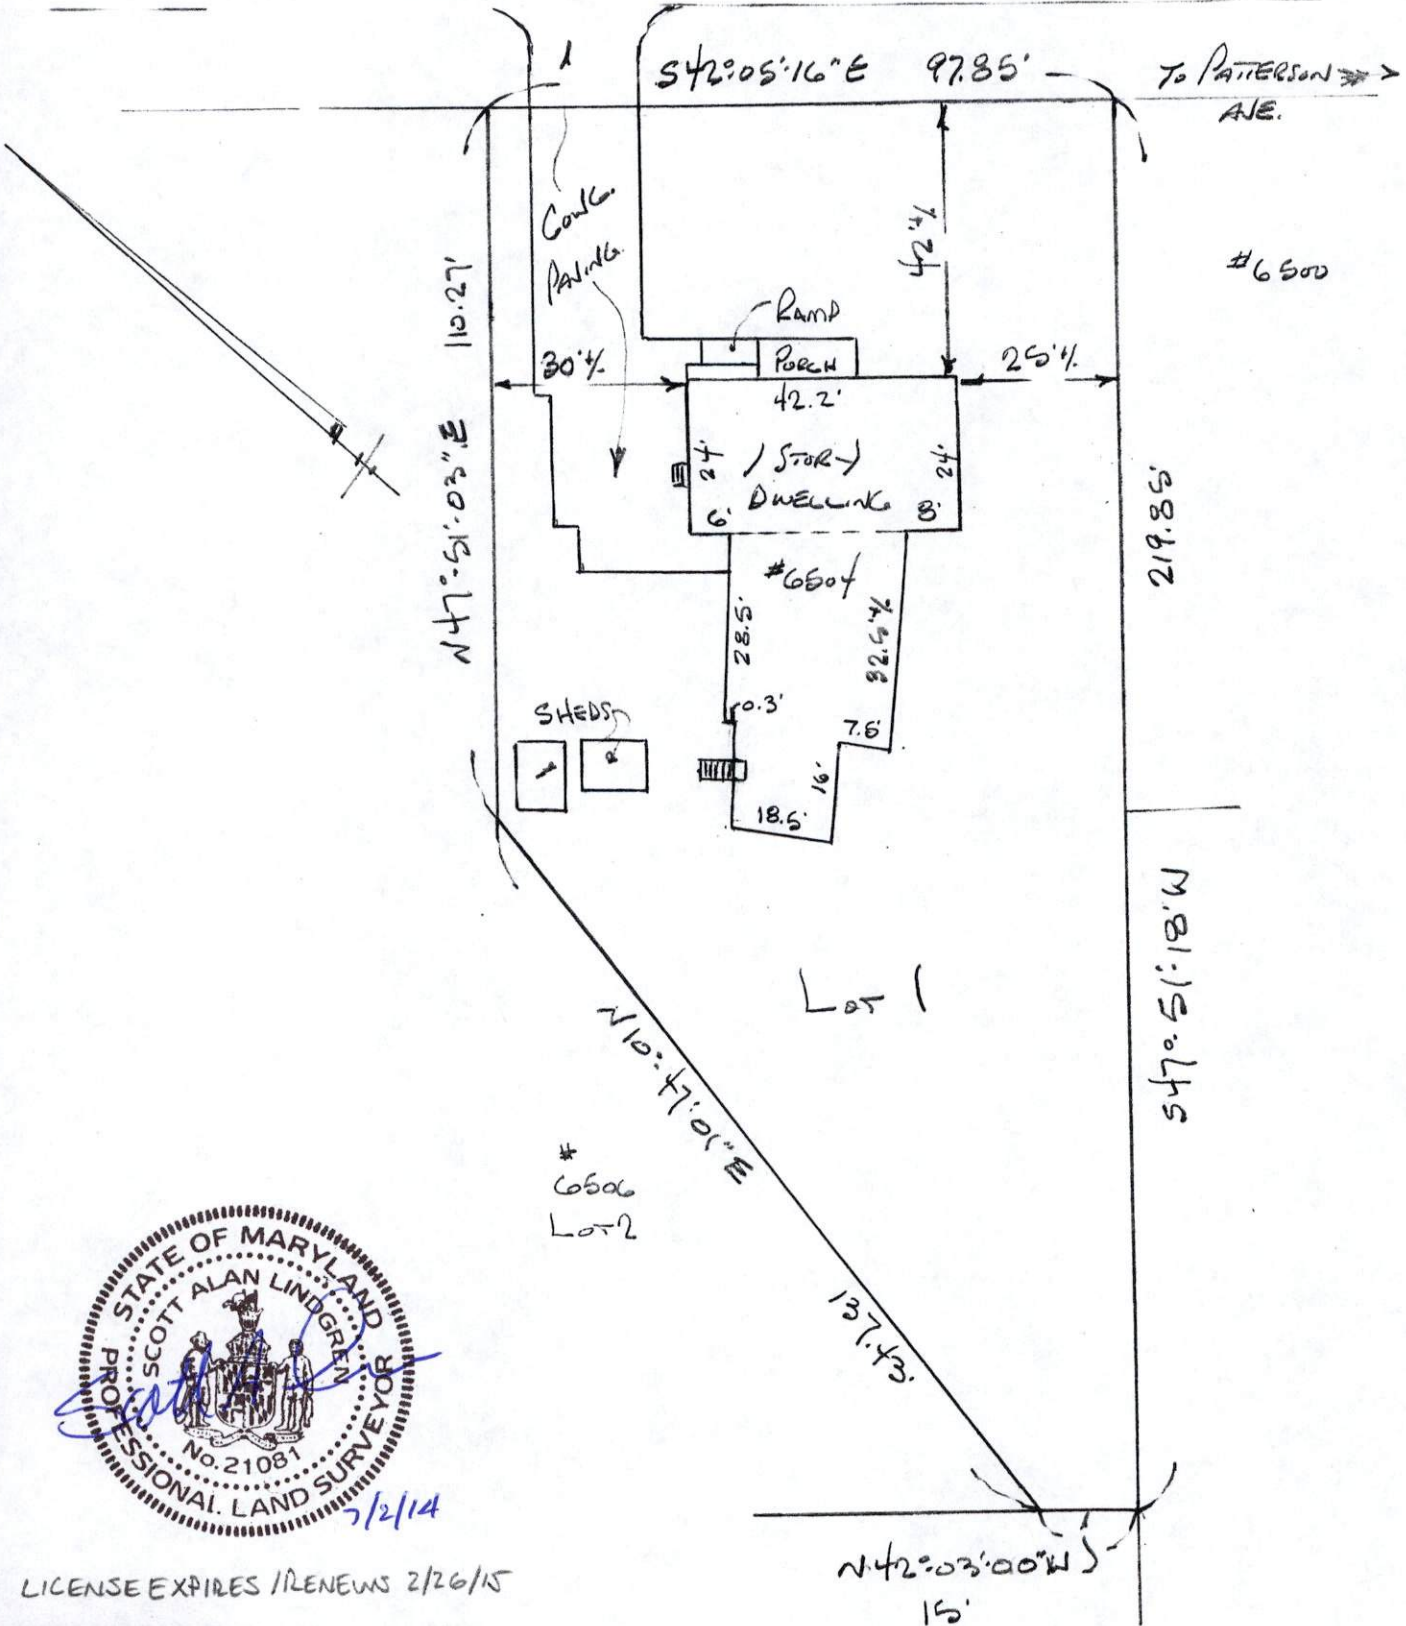 S42°05'16"E 97.85'
To PATTERSON
AVE.
CONC.
PAVING
#6500
42'±
RAMP
PORCH
30'±
25'±
N47°51'03"E 110.27'
42.2'
24'
1 STORY
DWELLING
24'
6'
8'
#6504
219.85'
28.5'
32.5'±
0.3'
SHEDS
7.5'
16'
18.5'
S47°51'18"W
LOT 1
N10°47'01"E
137.43'
#
6506
LOT 2
STATE OF MARYLAND
SCOTT ALAN LINDGREN
No. 21081
PROFESSIONAL LAND SURVEYOR
7/2/14
LICENSE EXPIRES / RENEWS 2/26/15
N42°03'00"W
15'